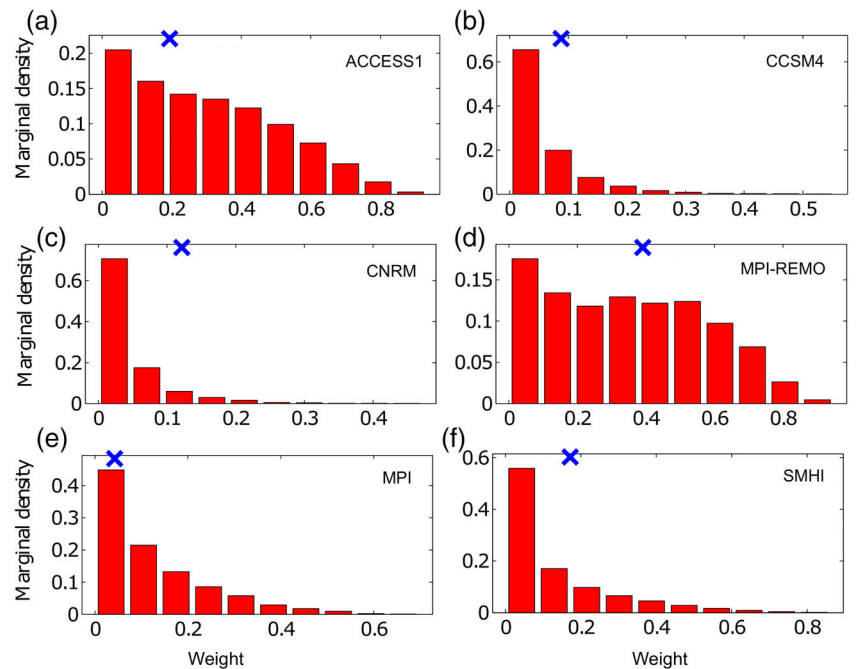 (a)
ACCESS1
Marginal density
0.2
0.15
0.1
0.05
0
0 0.2 0.4 0.6 0.8
(b)
CCSM4
0.6
0.4
0.2
0
0 0.1 0.2 0.3 0.4 0.5
(c)
CNRM
Marginal density
0.6
0.4
0.2
0
0 0.1 0.2 0.3 0.4
(d)
MPI-REMO
0.15
0.1
0.05
0
0 0.2 0.4 0.6 0.8
(e)
MPI
Marginal density
0.4
0.3
0.2
0.1
0
0 0.2 0.4 0.6
Weight
(f)
SMHI
0.6
0.4
0.2
0
0 0.2 0.4 0.6 0.8
Weight